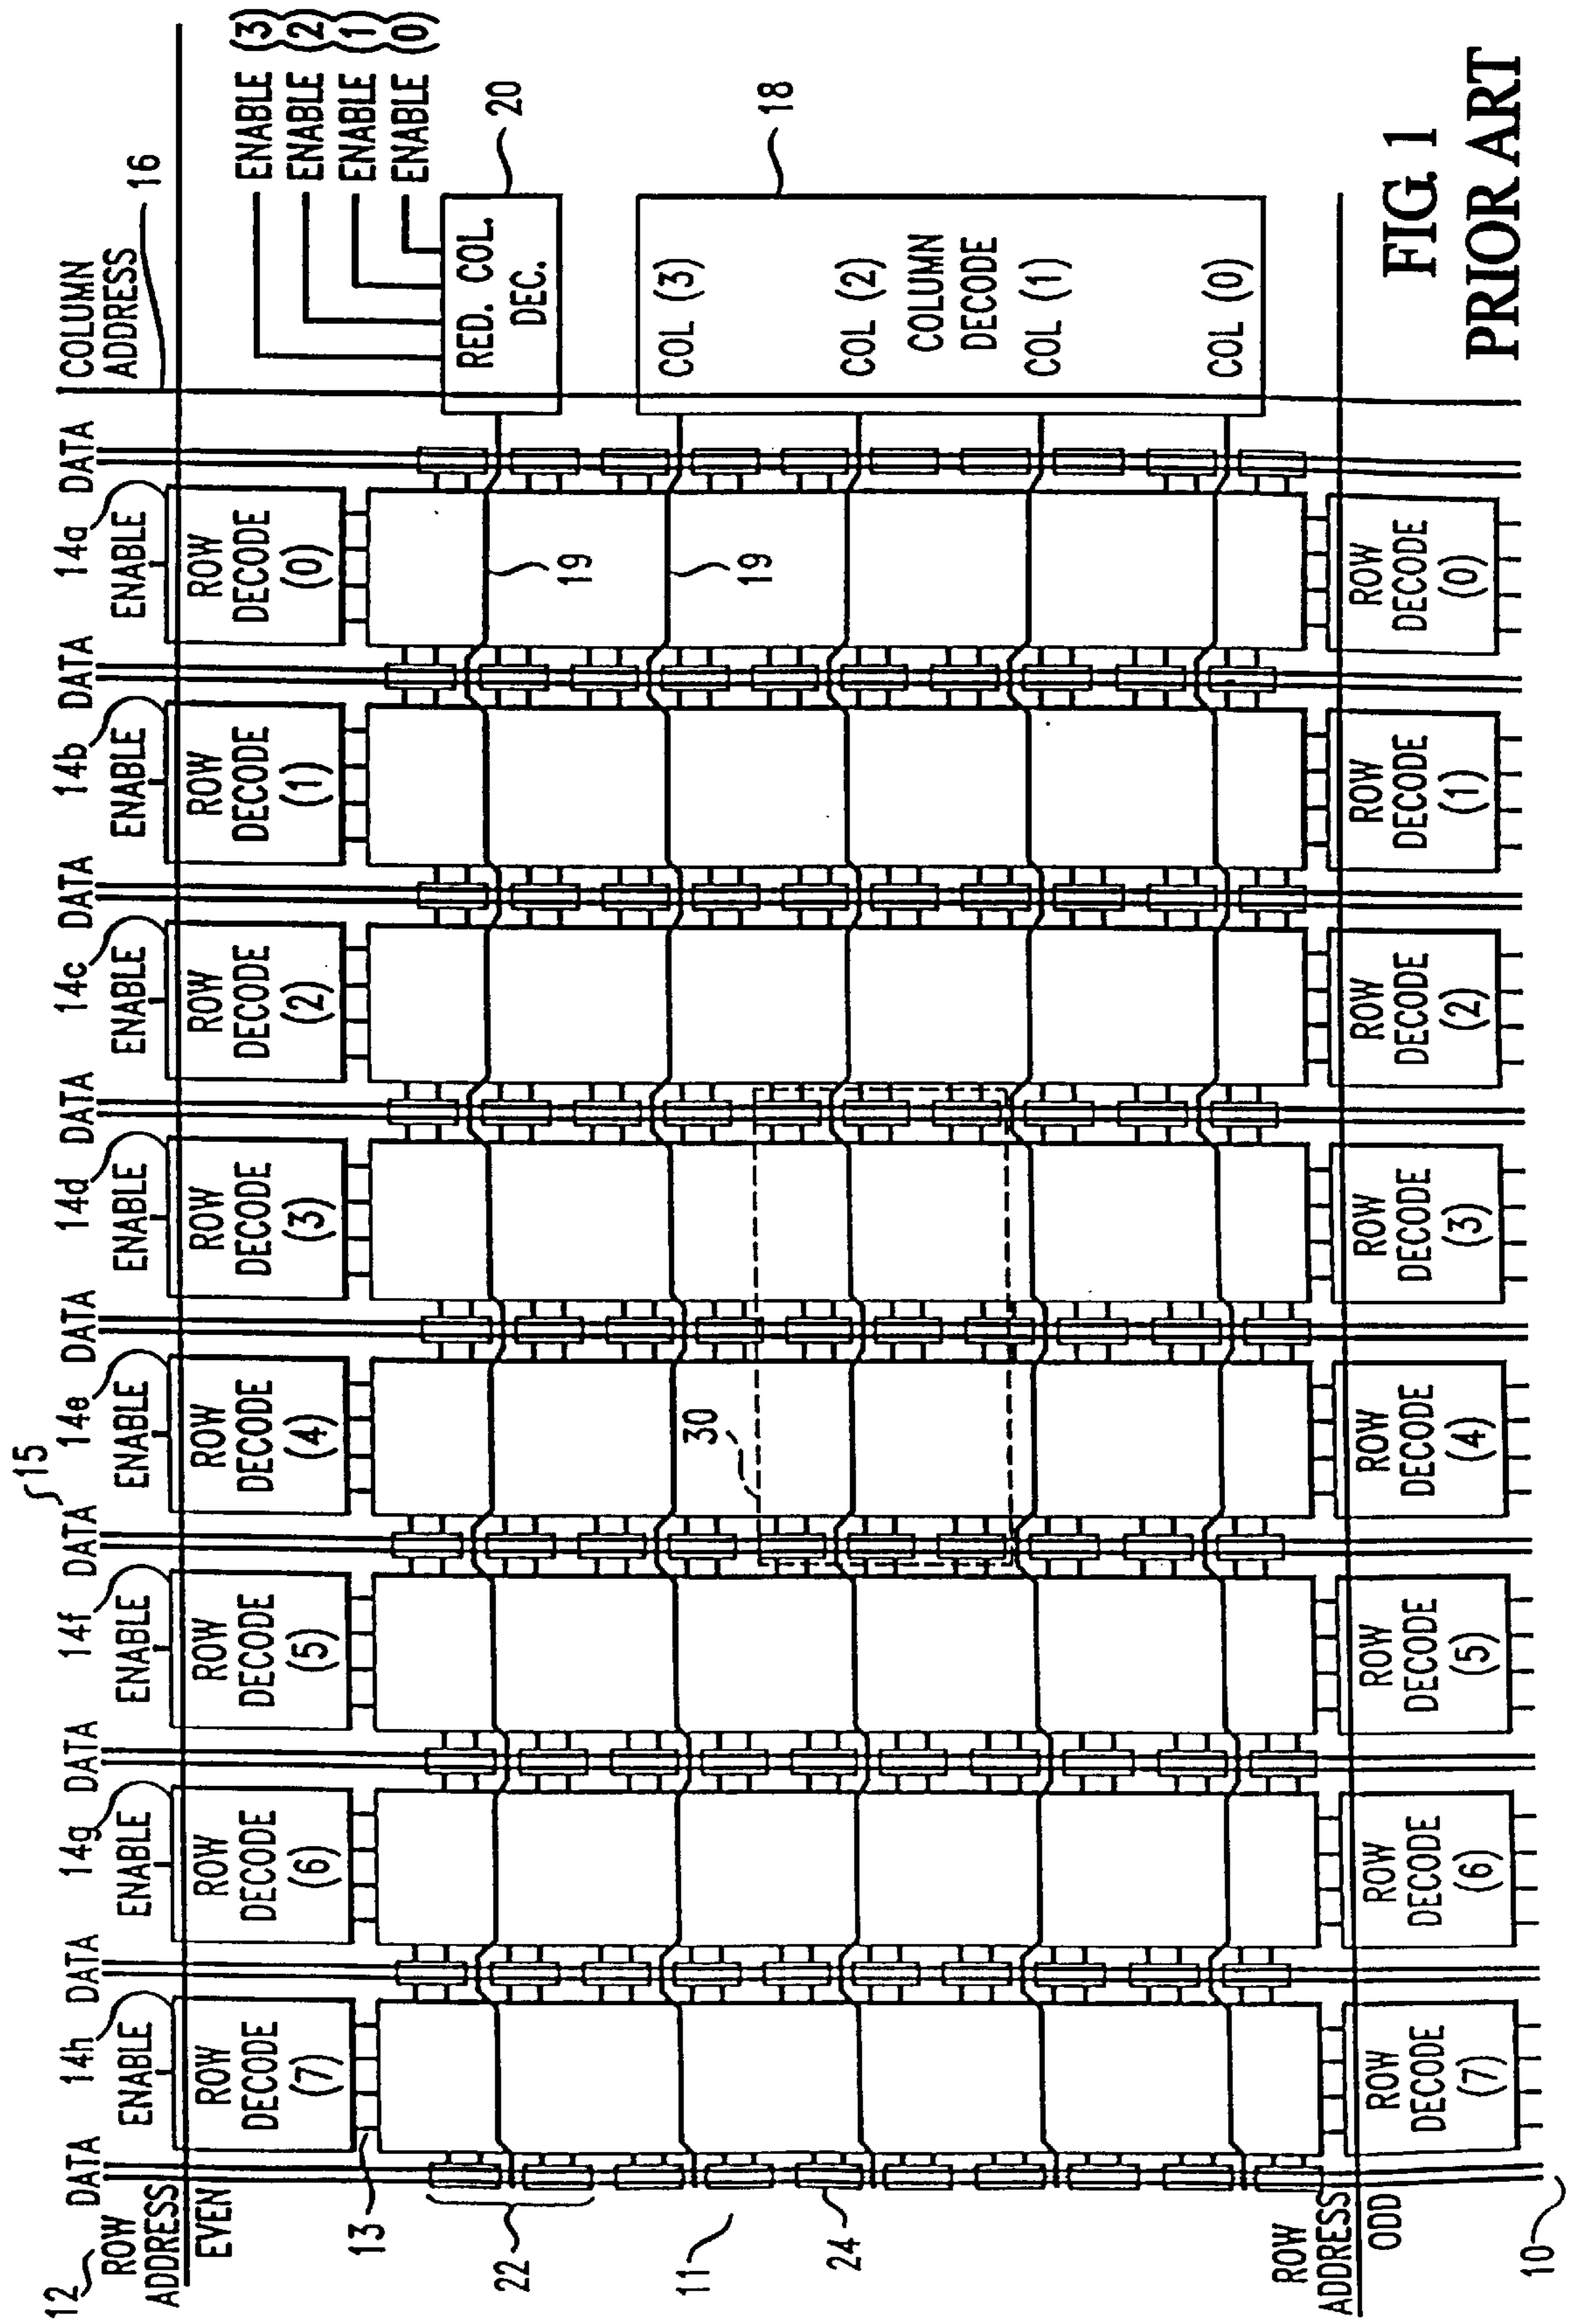 12
ROW
ADDRESS
EVEN
DATA
14h
ENABLE
ROW
DECODE
(7)
DATA
14g
ENABLE
ROW
DECODE
(6)
DATA
14f
ENABLE
ROW
DECODE
(5)
DATA
15
14e
ENABLE
ROW
DECODE
(4)
DATA
14d
ENABLE
ROW
DECODE
(3)
DATA
14c
ENABLE
ROW
DECODE
(2)
DATA
14b
ENABLE
ROW
DECODE
(1)
DATA
14a
ENABLE
ROW
DECODE
(0)
DATA
COLUMN
ADDRESS
16
ENABLE (3)
ENABLE (2)
ENABLE (1)
ENABLE (0)
RED. COL.
DEC.
20
18
COL (3)
COL (2)
COLUMN
DECODE
COL (1)
COL (0)
13
22
11
24
30
19
19
ROW
ADDRESS
ODD
ROW
DECODE
(7)
ROW
DECODE
(6)
ROW
DECODE
(5)
ROW
DECODE
(4)
ROW
DECODE
(3)
ROW
DECODE
(2)
ROW
DECODE
(1)
ROW
DECODE
(0)
10
FIG. 1
PRIOR ART